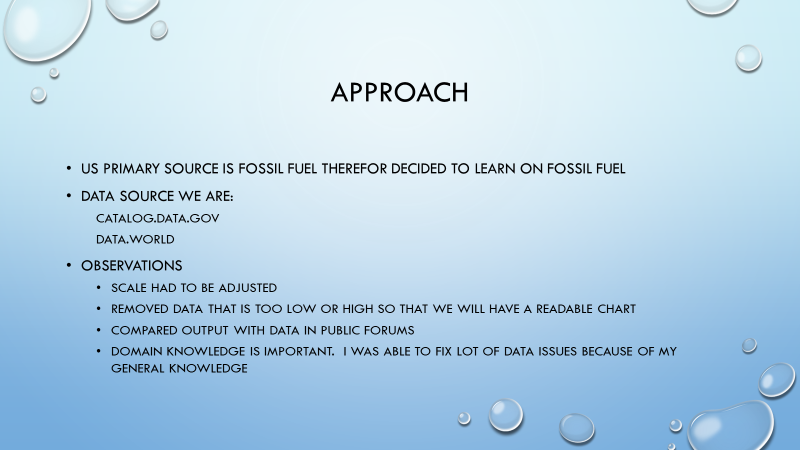 APPROACH
• US PRIMARY SOURCE IS FOSSIL FUEL THEREFOR DECIDED TO LEARN ON FOSSIL FUEL
• DATA SOURCE WE ARE:
CATALOG.DATA.GOV
DATA.WORLD
• OBSERVATIONS
• SCALE HAD TO BE ADJUSTED
• REMOVED DATA THAT IS TOO LOW OR HIGH SO THAT WE WILL HAVE A READABLE CHART
• COMPARED OUTPUT WITH DATA IN PUBLIC FORUMS
• DOMAIN KNOWLEDGE IS IMPORTANT.  I WAS ABLE TO FIX LOT OF DATA ISSUES BECAUSE OF MY
GENERAL KNOWLEDGE